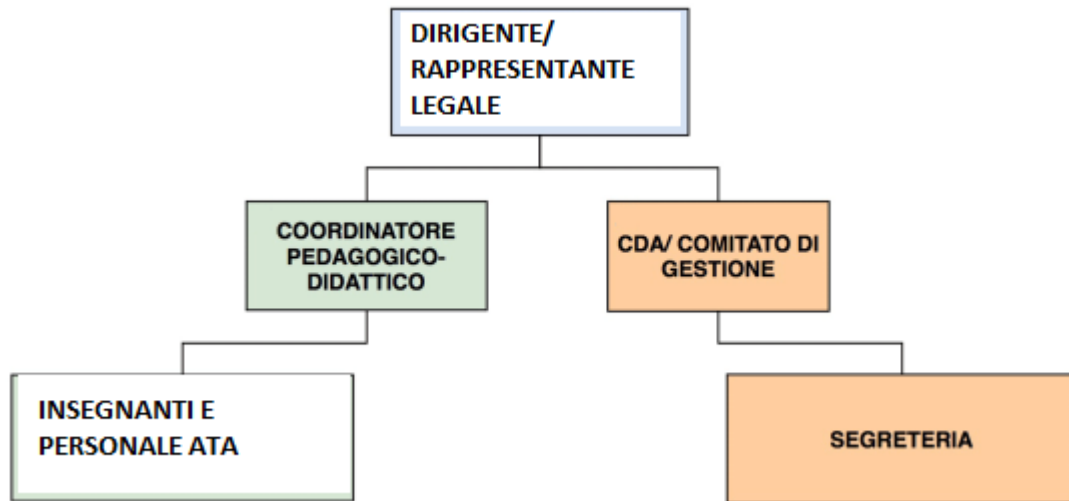 DIRIGENTE/
RAPPRESENTANTE
LEGALE
COORDINATORE
PEDAGOGICO-
DIDATTICO
CDA/ COMITATO DI
GESTIONE
INSEGNANTI E
PERSONALE ATA
SEGRETERIA